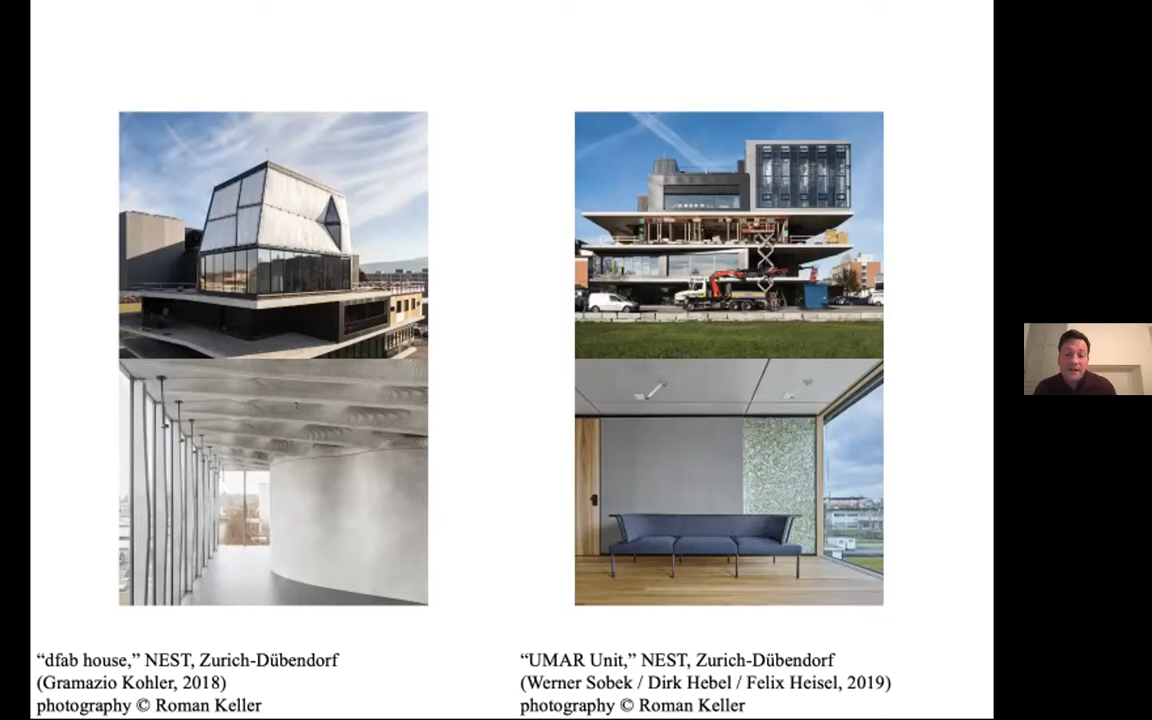 “dfab house,” NEST, Zurich-Dübendorf
(Gramazio Kohler, 2018)
photography © Roman Keller
“UMAR Unit,” NEST, Zurich-Dübendorf
(Werner Sobek / Dirk Hebel / Felix Heisel, 2019)
photography © Roman Keller